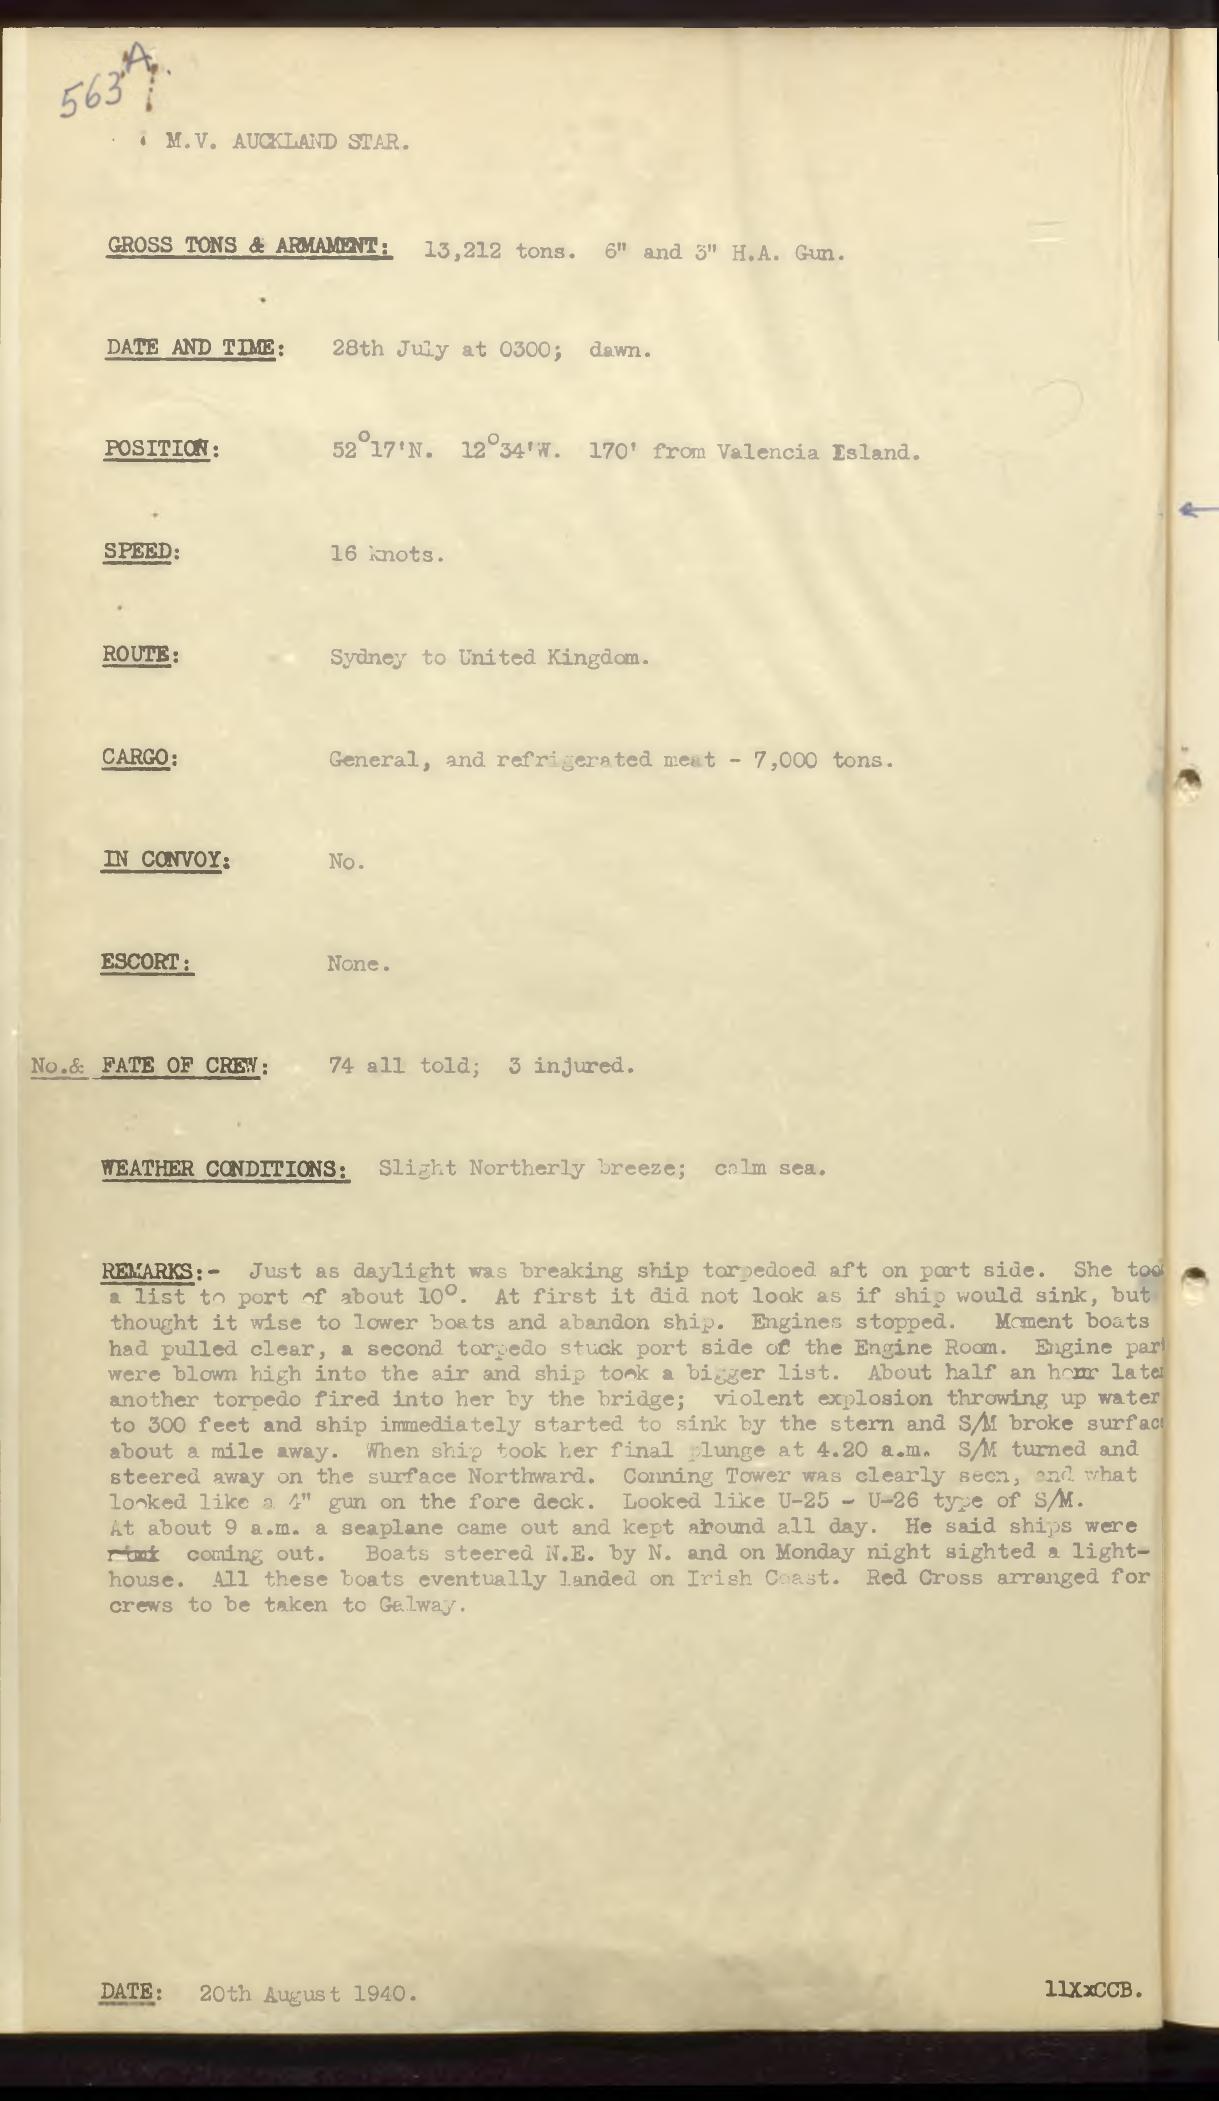 563 A.
M.V. AUCKLAND STAR.
GROSS TONS & ARMAMENT: 13,212 tons. 6" and 3" H.A. Gun.
DATE AND TIME: 28th July at 0300; dawn.
POSITION: 52°17'N. 12°34'W. 170' from Valencia Island.
SPEED: 16 knots.
ROUTE: Sydney to United Kingdom.
CARGO: General, and refrigerated meat - 7,000 tons.
IN CONVOY: No.
ESCORT: None.
No.& FATE OF CREW: 74 all told; 3 injured.
WEATHER CONDITIONS: Slight Northerly breeze; calm sea.
REMARKS:- Just as daylight was breaking ship torpedoed aft on port side. She too
a list to port of about 10°. At first it did not look as if ship would sink, but
thought it wise to lower boats and abandon ship. Engines stopped. Moment boats
had pulled clear, a second torpedo stuck port side of the Engine Room. Engine par
were blown high into the air and ship took a bigger list. About half an hour late
another torpedo fired into her by the bridge; violent explosion throwing up water
to 300 feet and ship immediately started to sink by the stern and S/M broke surfac
about a mile away. When ship took her final plunge at 4.20 a.m. S/M turned and
steered away on the surface Northward. Conning Tower was clearly seen, and what
looked like a 4" gun on the fore deck. Looked like U-25 - U-26 type of S/M.
At about 9 a.m. a seaplane came out and kept around all day. He said ships were
coming out. Boats steered N.E. by N. and on Monday night sighted a light-
house. All these boats eventually landed on Irish Coast. Red Cross arranged for
crews to be taken to Galway.
DATE: 20th August 1940.
11XxCCB.